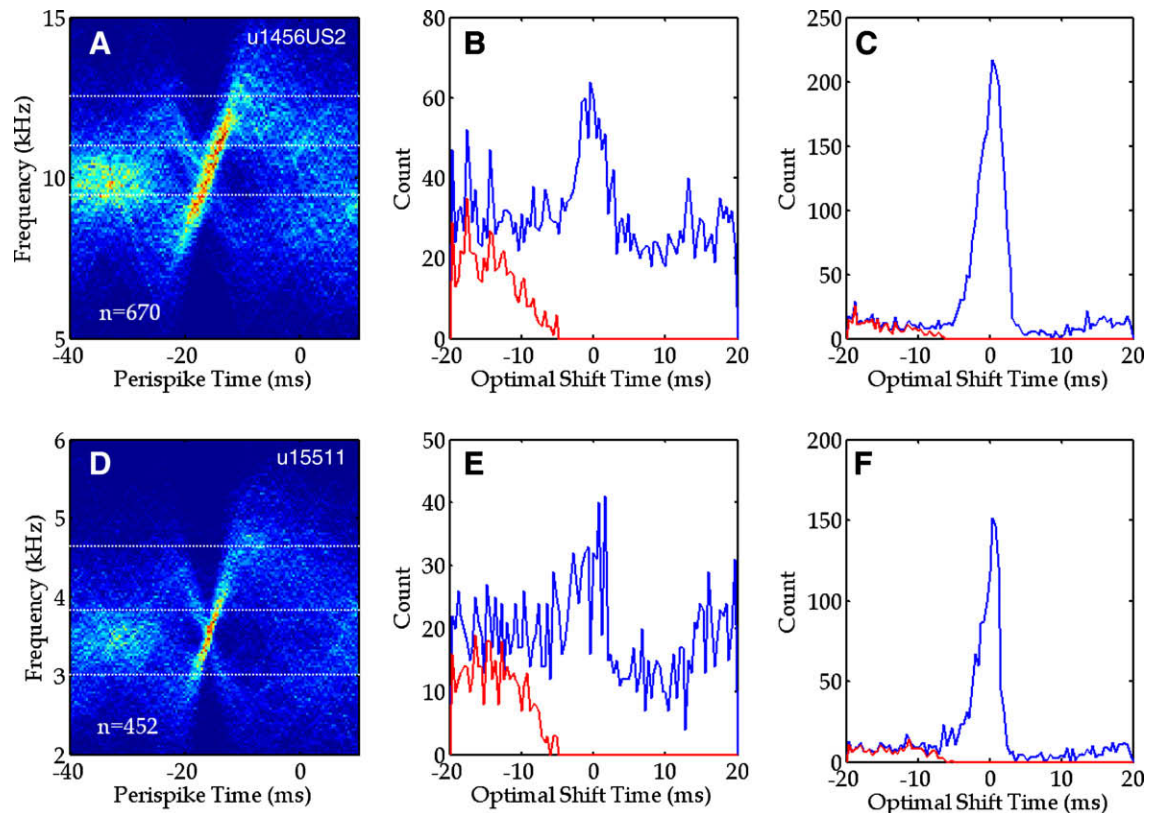 A
u1456US2
n=670
15
10
5
Frequency (kHz)
-40
-20
0
Perispike Time (ms)
B
80
60
40
20
0
Count
-20
-10
0
10
20
Optimal Shift Time (ms)
C
250
200
150
100
50
0
Count
-20
-10
0
10
20
Optimal Shift Time (ms)
D
u15511
n=452
6
5
4
3
2
Frequency (kHz)
-40
-20
0
Perispike Time (ms)
E
50
40
30
20
10
0
Count
-20
-10
0
10
20
Optimal Shift Time (ms)
F
200
150
100
50
0
Count
-20
-10
0
10
20
Optimal Shift Time (ms)